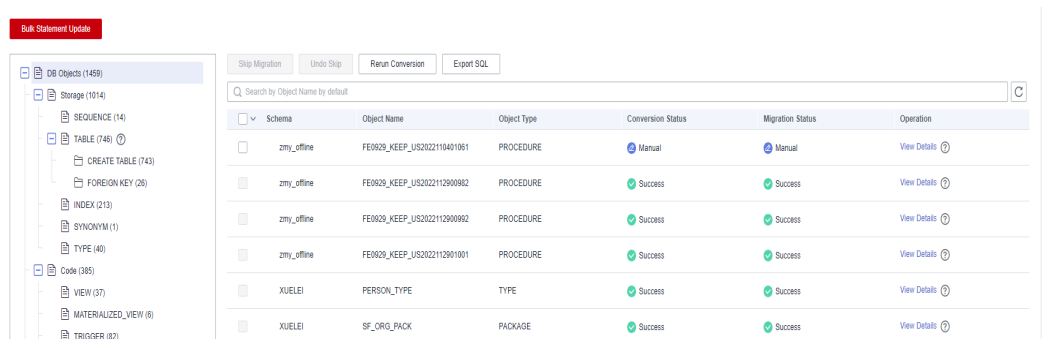 Bulk Statement Update
DB Objects (1459)
Storage (1014)
SEQUENCE (14)
TABLE (746) ?
CREATE TABLE (743)
FOREIGN KEY (26)
INDEX (213)
SYNONYM (1)
TYPE (40)
Code (385)
VIEW (37)
MATERIALIZED_VIEW (6)
TRIGGER (82)
Skip Migration Undo Skip Rerun Conversion Export SQL
Search by Object Name by default
Schema Object Name Object Type Conversion Status Migration Status Operation
zmy_offline FE0929_KEEP_US2022110401061 PROCEDURE Manual Manual View Details ?
zmy_offline FE0929_KEEP_US2022112900982 PROCEDURE Success Success View Details ?
zmy_offline FE0929_KEEP_US2022112900992 PROCEDURE Success Success View Details ?
zmy_offline FE0929_KEEP_US2022112901001 PROCEDURE Success Success View Details ?
XUELEI PERSON_TYPE TYPE Success Success View Details ?
XUELEI SF_ORG_PACK PACKAGE Success Success View Details ?